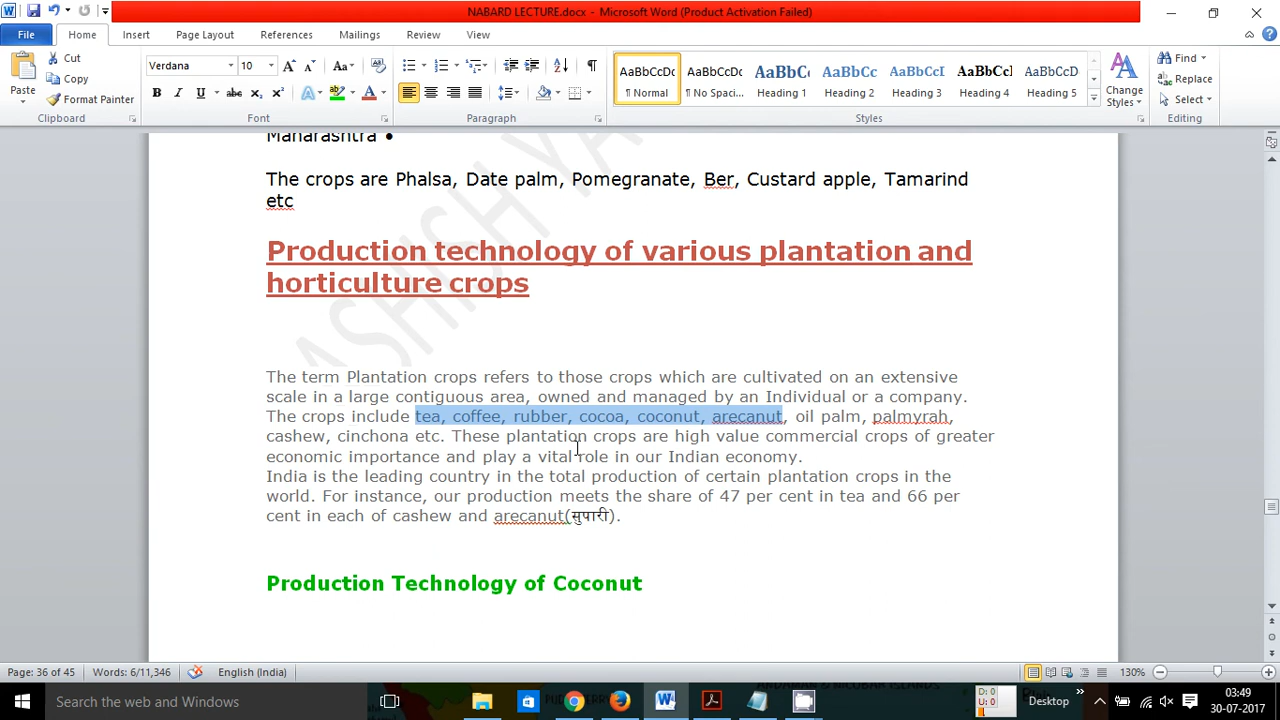 NABARD LECTURE.docx - Microsoft Word (Product Activation Failed)
File Home Insert Page Layout References Mailings Review View
Paste
Cut
Copy
Format Painter
Clipboard
Verdana 10
Font
Paragraph
AaBbCcDc AaBbCcDc AaBbCc AaBbCc AaBbCcI AaBbCcI AaBbCcD
¶ Normal ¶ No Spaci... Heading 1 Heading 2 Heading 3 Heading 4 Heading 5
Change Styles
Styles
Find
Replace
Select
Editing
Maharashtra •
The crops are Phalsa, Date palm, Pomegranate, Ber, Custard apple, Tamarind
etc
Production technology of various plantation and
horticulture crops
ASHISH YA
The term Plantation crops refers to those crops which are cultivated on an extensive
scale in a large contiguous area, owned and managed by an Individual or a company.
The crops include tea, coffee, rubber, cocoa, coconut, arecanut, oil palm, palmyrah,
cashew, cinchona etc. These plantation crops are high value commercial crops of greater
economic importance and play a vital role in our Indian economy.
India is the leading country in the total production of certain plantation crops in the
world. For instance, our production meets the share of 47 per cent in tea and 66 per
cent in each of cashew and arecanut(सुपारी).
Production Technology of Coconut
Page: 36 of 45 Words: 6/11,346 English (India) 130%
Search the web and Windows
D: 0
U: 0
Desktop
03:49
30-07-2017